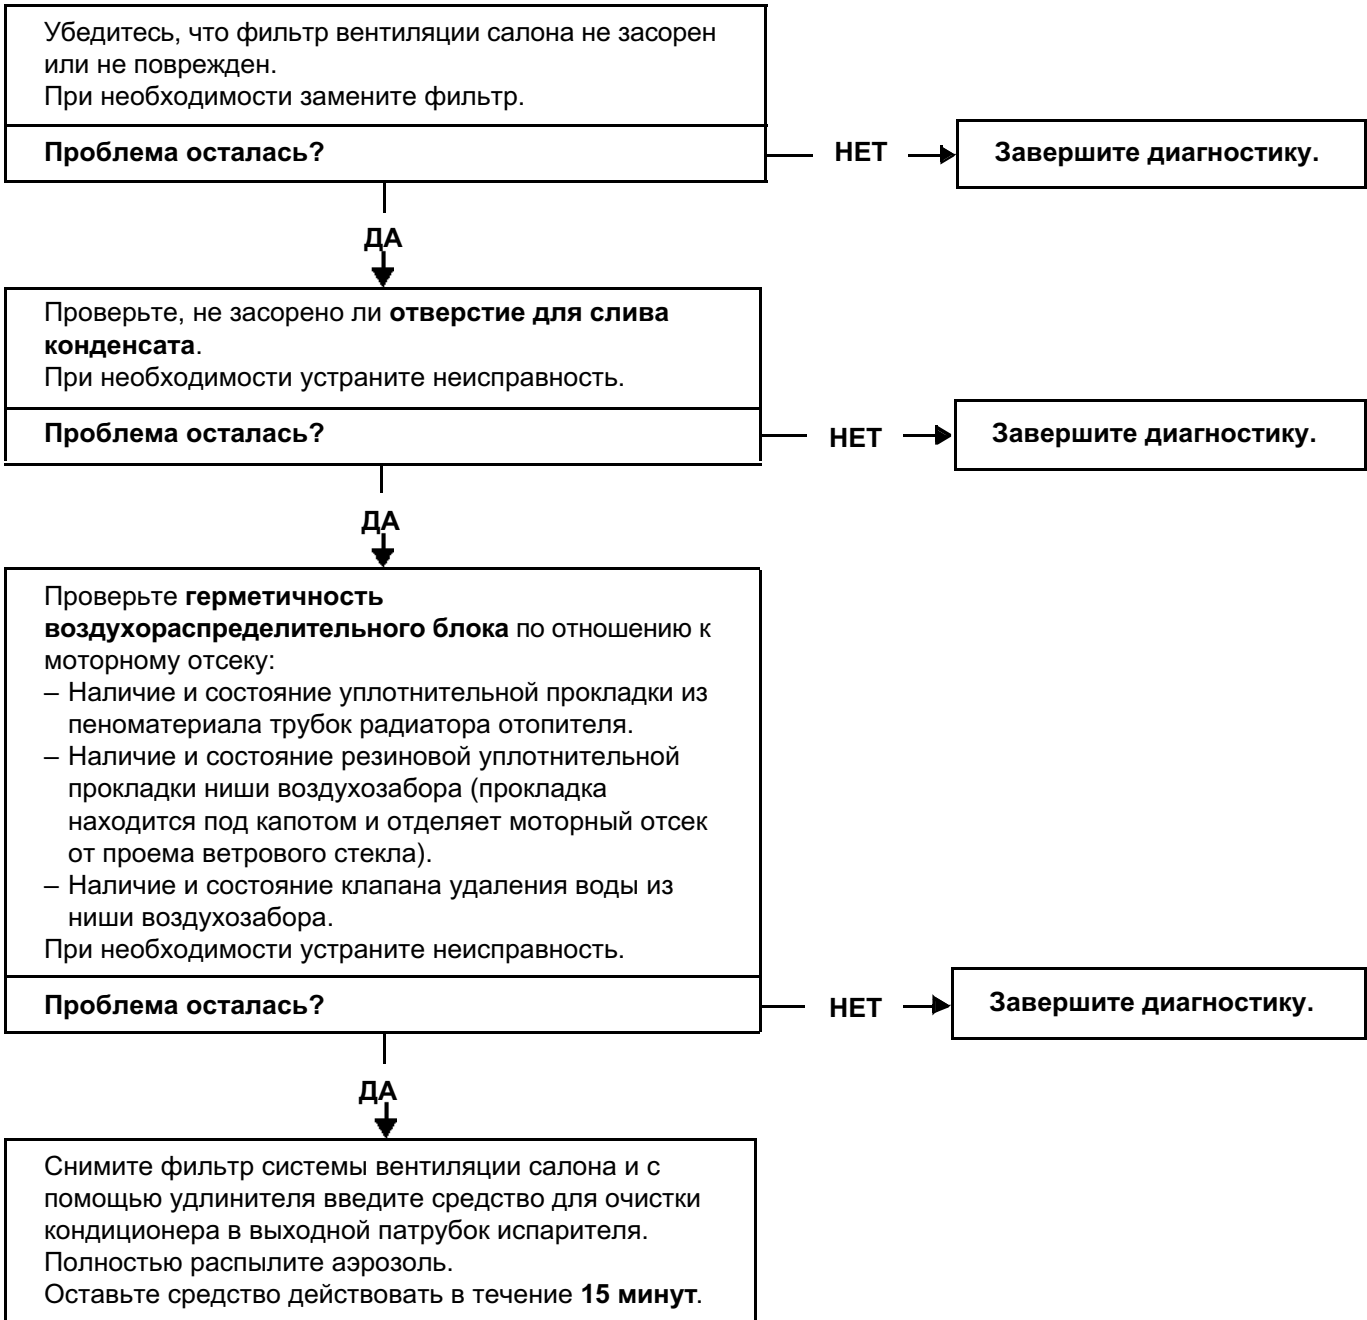 Убедитесь, что фильтр вентиляции салона не засорен
или не поврежден.
При необходимости замените фильтр.
Проблема осталась?
НЕТ
Завершите диагностику.
ДА
Проверьте, не засорено ли отверстие для слива
конденсата.
При необходимости устраните неисправность.
Проблема осталась?
НЕТ
Завершите диагностику.
ДА
Проверьте герметичность
воздухораспределительного блока по отношению к
моторному отсеку:
– Наличие и состояние уплотнительной прокладки из
пеноматериала трубок радиатора отопителя.
– Наличие и состояние резиновой уплотнительной
прокладки ниши воздухозабора (прокладка
находится под капотом и отделяет моторный отсек
от проема ветрового стекла).
– Наличие и состояние клапана удаления воды из
ниши воздухозабора.
При необходимости устраните неисправность.
Проблема осталась?
НЕТ
Завершите диагностику.
ДА
Снимите фильтр системы вентиляции салона и с
помощью удлинителя введите средство для очистки
кондиционера в выходной патрубок испарителя.
Полностью распылите аэрозоль.
Оставьте средство действовать в течение 15 минут.